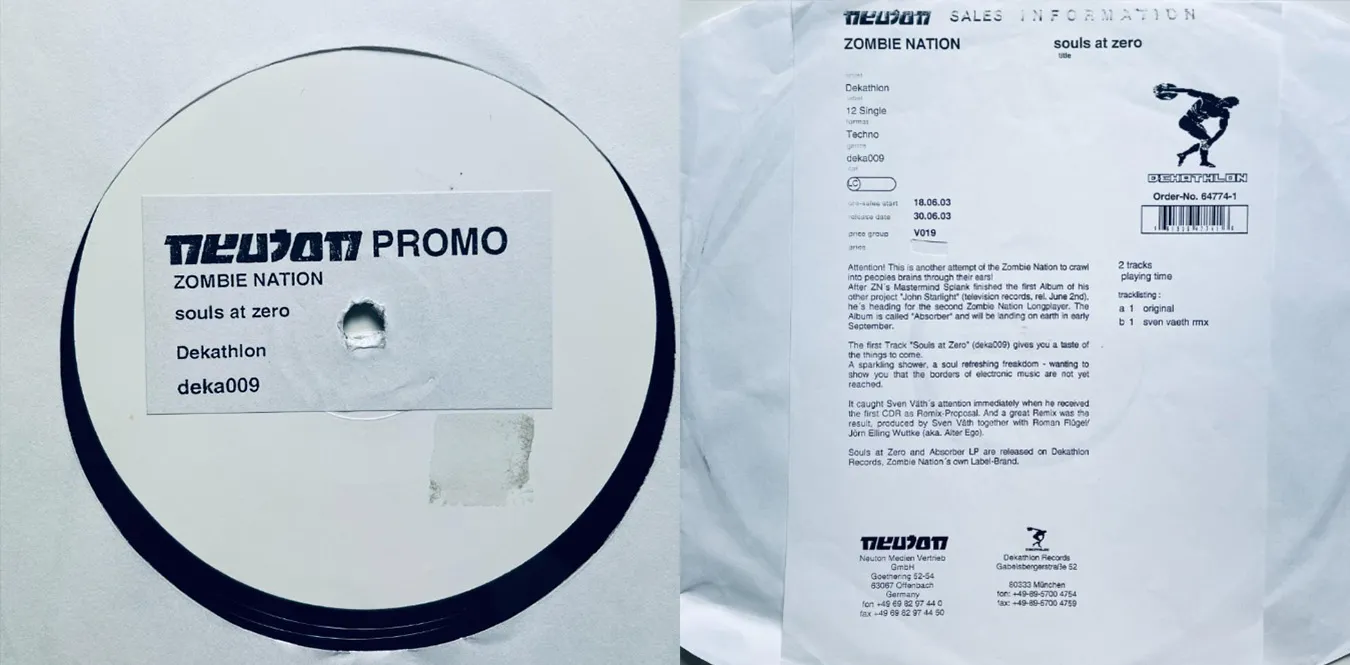 neuton PROMO
ZOMBIE NATION
souls at zero
Dekathlon
deka009
neuton SALES INFORMATION
ZOMBIE NATION
souls at zero
title
artist
Dekathlon
label
12 Single
format
Techno
genre
deka009
cat
LC
pre-sales start 18.06.03
release date 30.06.03
price group V019
price
DEKATHLON
Order-No. 64774-1
Attention! This is another attempt of the Zombie Nation to crawl
into peoples brains through their ears!
After ZN´s Mastermind Splank finished the first Album of his
other project "John Starlight" (television records, rel. June 2nd),
he´s heading for the second Zombie Nation Longplayer. The
Album is called "Absorber" and will be landing on earth in early
September.
The first Track "Souls at Zero" (deka009) gives you a taste of
the things to come.
A sparkling shower, a soul refreshing freakdom - wanting to
show you that the borders of electronic music are not yet
reached.
It caught Sven Väth´s attention immediately when he received
the first CDR as Remix-Proposal. And a great Remix was the
result, produced by Sven Väth together with Roman Flügel/
Jörn Elling Wuttke (aka. Alter Ego).
Souls at Zero and Absorber LP are released on Dekathlon
Records, Zombie Nation´s own Label-Brand.
2 tracks
playing time
tracklisting :
a 1 original
b 1 sven vaeth rmx
neuton
Neuton Medien Vertrieb
GmbH
Goethering 52-54
63067 Offenbach
Germany
fon +49 69 82 97 44 0
fax +49 69 82 97 44 50
DEKATHLON
Dekathlon Records
Gabelsbergerstraße 52
80333 München
fon: +49-89-5700 4754
fax: +49-89-5700 4759